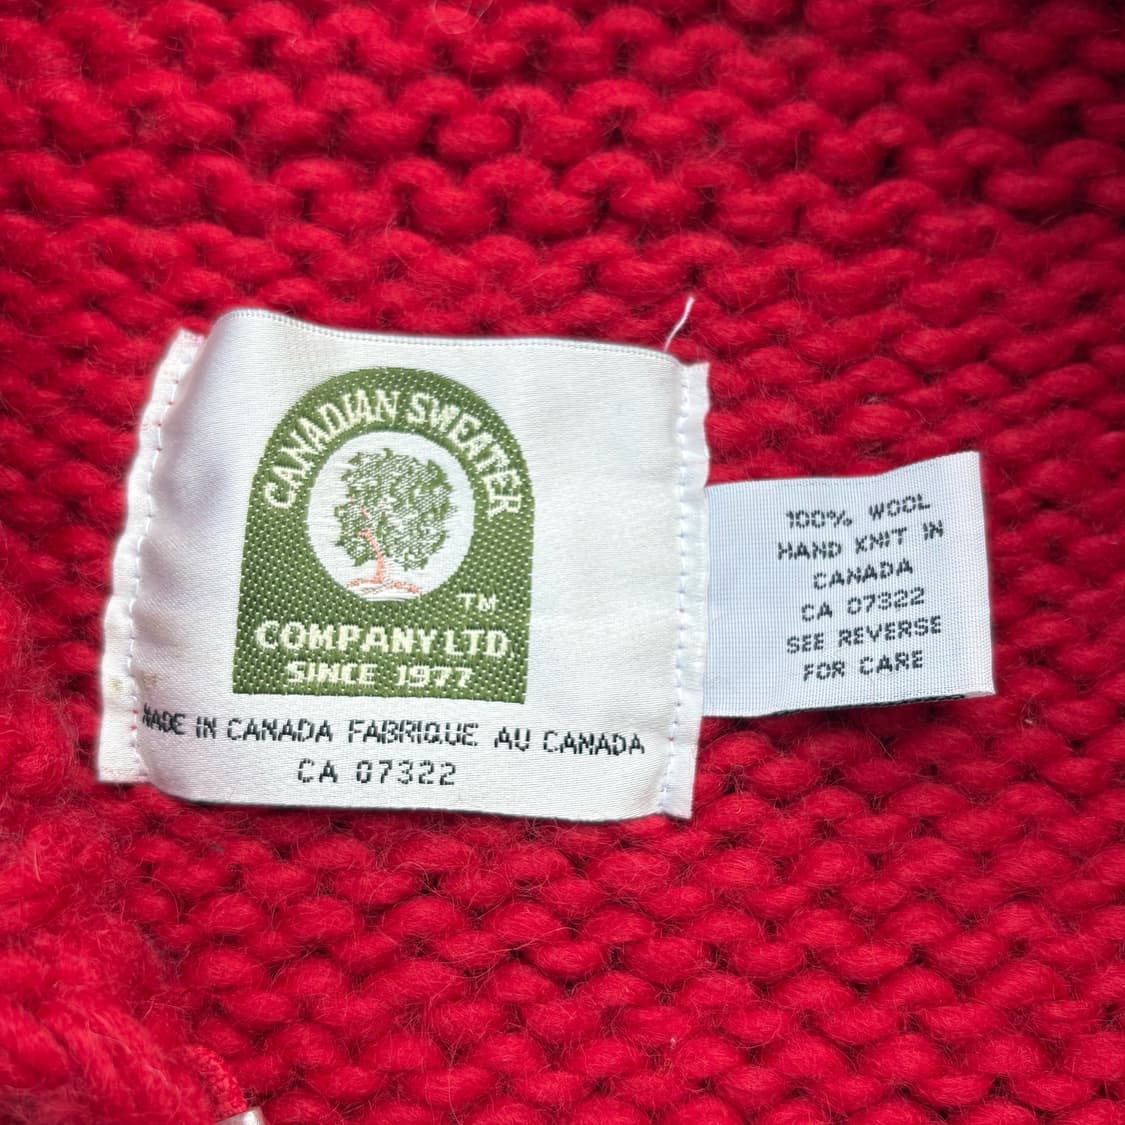 CANADIAN SWEATER
TM
COMPANY LTD
SINCE 1977
MADE IN CANADA FABRIQUE AU CANADA
CA 07322
100% WOOL
HAND KNIT IN
CANADA
CA 07322
SEE REVERSE
FOR CARE